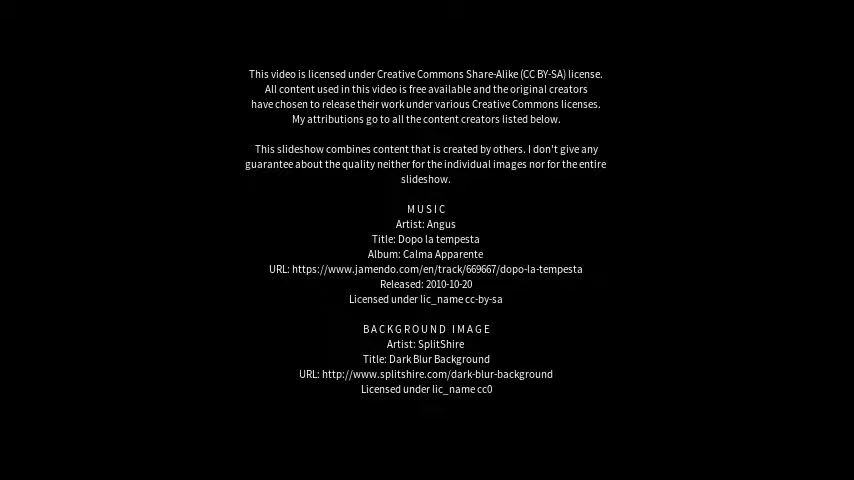 This video is licensed under Creative Commons Share-Alike (CC BY-SA) license.
All content used in this video is free available and the original creators
have chosen to release their work under various Creative Commons licenses.
My attributions go to all the content creators listed below.
This slideshow combines content that is created by others. I don't give any
guarantee about the quality neither for the individual images nor for the entire
slideshow.
MUSIC
Artist: Angus
Title: Dopo la tempesta
Album: Calma Apparente
URL: https://www.jamendo.com/en/track/669667/dopo-la-tempesta
Released: 2010-10-20
Licensed under lic_name cc-by-sa
BACKGROUND IMAGE
Artist: SplitShire
Title: Dark Blur Background
URL: http://www.splitshire.com/dark-blur-background
Licensed under lic_name cc0